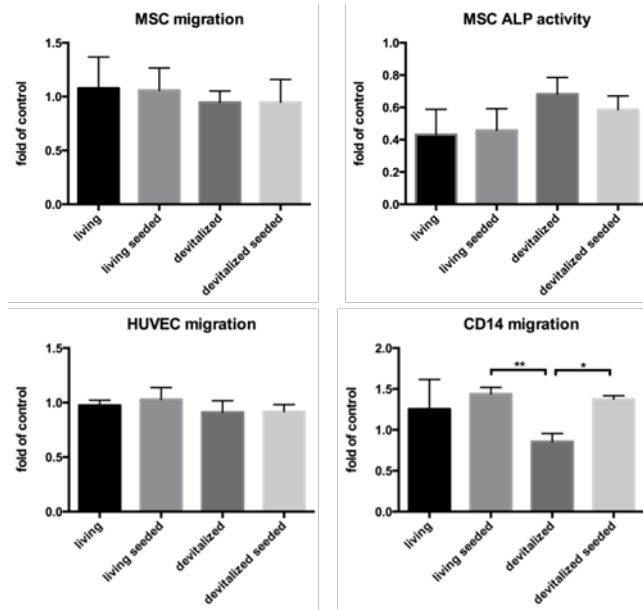 MSC migration
fold of control
1.5
1.0
0.5
0.0
living
living seeded
devitalized
devitalized seeded
MSC ALP activity
fold of control
1.0
0.8
0.6
0.4
0.2
0.0
living
living seeded
devitalized
devitalized seeded
HUVEC migration
fold of control
1.5
1.0
0.5
0.0
living
living seeded
devitalized
devitalized seeded
CD14 migration
fold of control
2.0
1.5
1.0
0.5
0.0
**
*
living
living seeded
devitalized
devitalized seeded